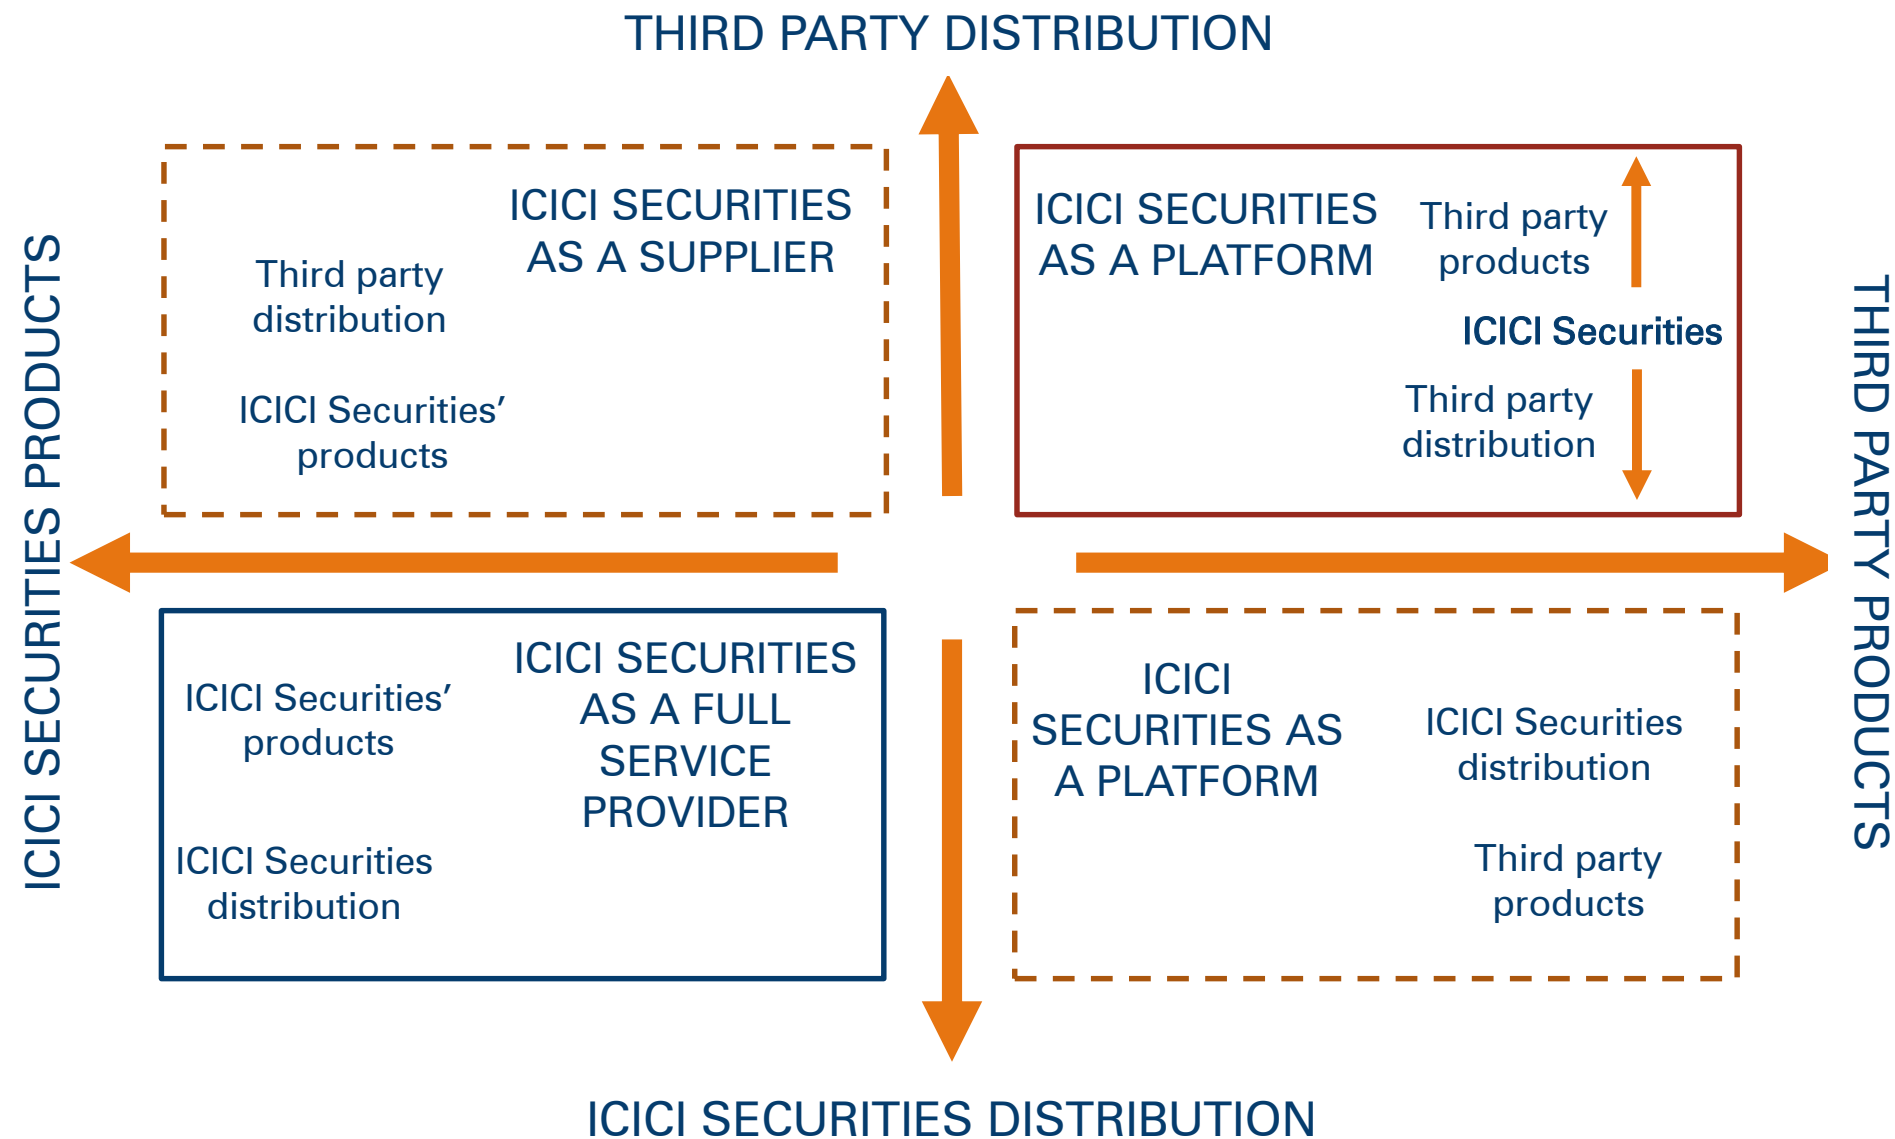 THIRD PARTY DISTRIBUTION
ICICI SECURITIES PRODUCTS
ICICI SECURITIES
AS A SUPPLIER
Third party
distribution
ICICI Securities’
products
ICICI SECURITIES
AS A PLATFORM
Third party
products
ICICI Securities
Third party
distribution
THIRD PARTY PRODUCTS
ICICI Securities’
products
ICICI Securities
distribution
ICICI SECURITIES
AS A FULL
SERVICE
PROVIDER
ICICI
SECURITIES AS
A PLATFORM
ICICI Securities
distribution
Third party
products
ICICI SECURITIES DISTRIBUTION